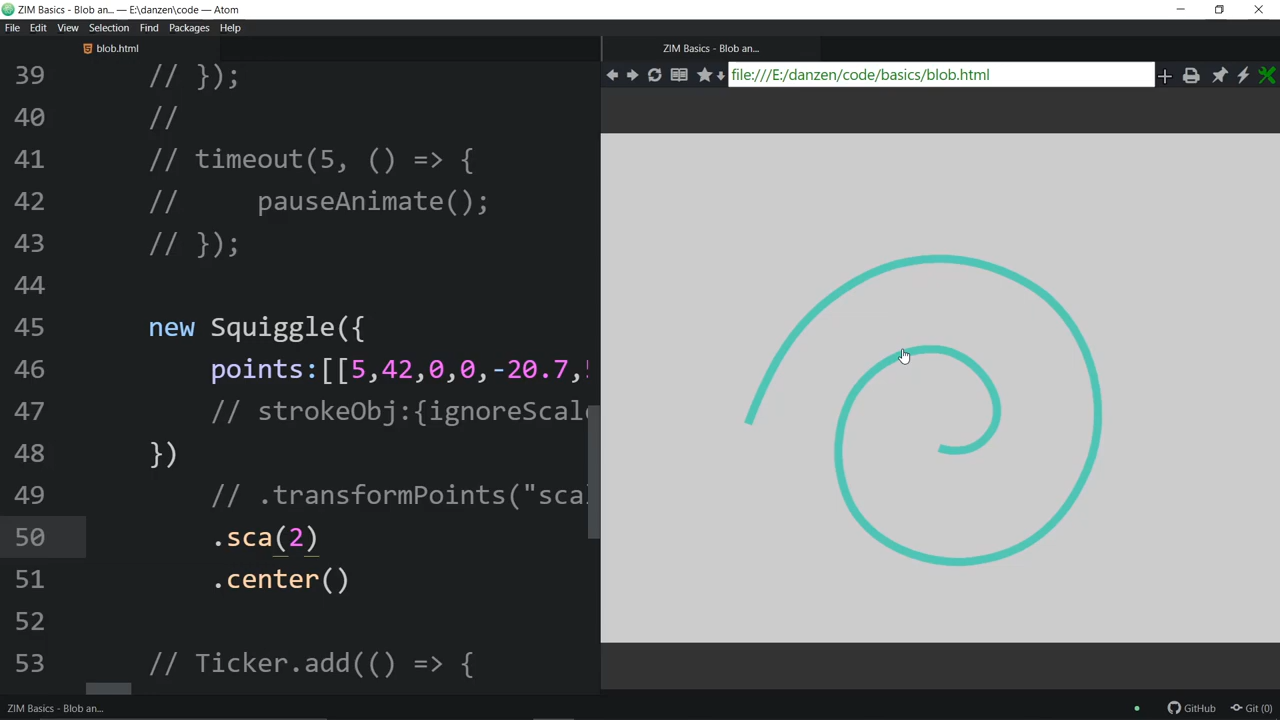 ZIM Basics - Blob an... — E:\danzen\code — Atom
File Edit View Selection Find Packages Help
blob.html
ZIM Basics - Blob an...
file:///E:/danzen/code/basics/blob.html
39 // });
40 //
41 // timeout(5, () => {
42 // pauseAnimate();
43 // });
44
45 new Squiggle({
46 points:[[5,42,0,0,-20.7,
47 // strokeObj:{ignoreScale
48 })
49 // .transformPoints("scal
50 .sca(2)
51 .center()
52
53 // Ticker.add(() => {
ZIM Basics - Blob an...
GitHub
Git (0)